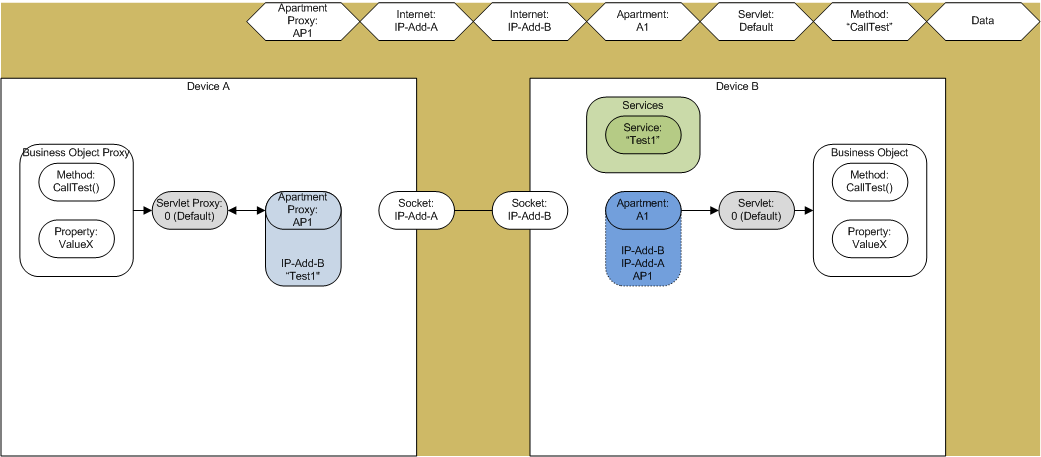 Apartment
Proxy:
AP1
Internet:
IP-Add-A
Internet:
IP-Add-B
Apartment:
A1
Servlet:
Default
Method:
“CallTest”
Data
Device A
Business Object Proxy
Method:
CallTest()
Property:
ValueX
Servlet Proxy:
0 (Default)
Apartment
Proxy:
AP1
IP-Add-B
“Test1”
Socket:
IP-Add-A
Socket:
IP-Add-B
Device B
Services
Service:
“Test1”
Apartment:
A1
IP-Add-B
IP-Add-A
AP1
Servlet:
0 (Default)
Business Object
Method:
CallTest()
Property:
ValueX